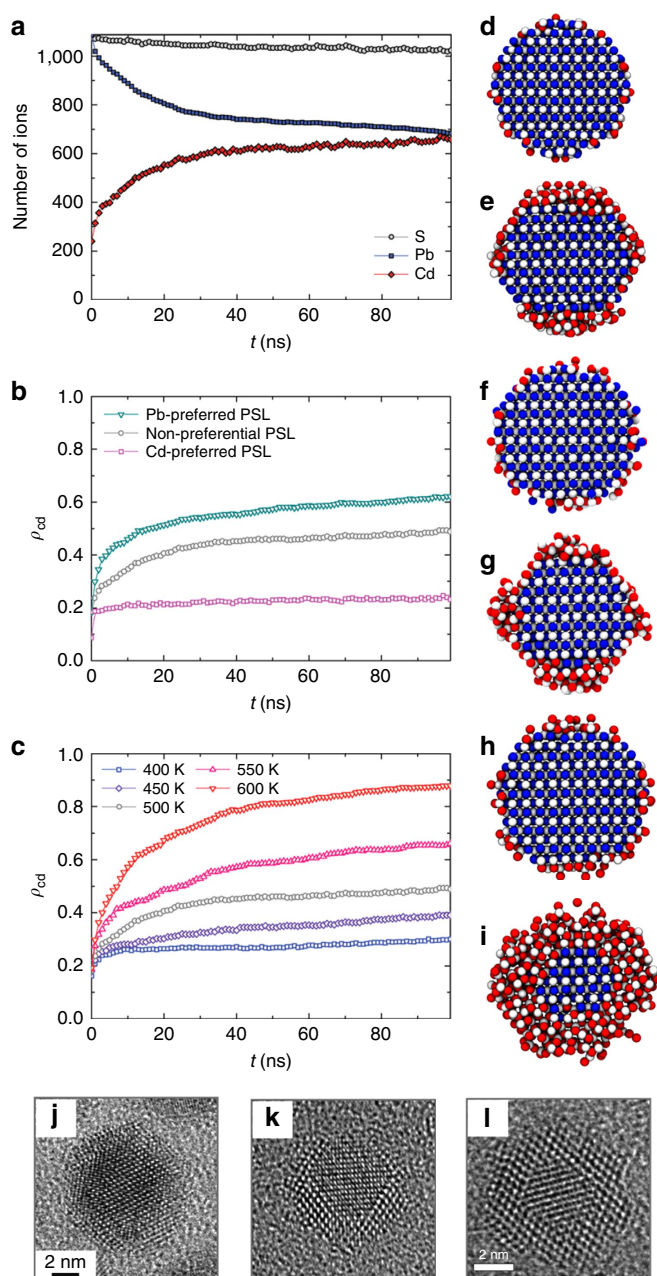 a
Number of ions
1,000
800
600
400
200
0
S
Pb
Cd
0 20 40 60 80
t (ns)
b
ρcd
1.0
0.8
0.6
0.4
0.2
0.0
Pb-preferred PSL
Non-preferential PSL
Cd-preferred PSL
0 20 40 60 80
t (ns)
c
ρcd
1.0
0.8
0.6
0.4
0.2
0.0
400 K 550 K
450 K 600 K
500 K
0 20 40 60 80
t (ns)
d
e
f
g
h
i
j
2 nm
k
l
2 nm